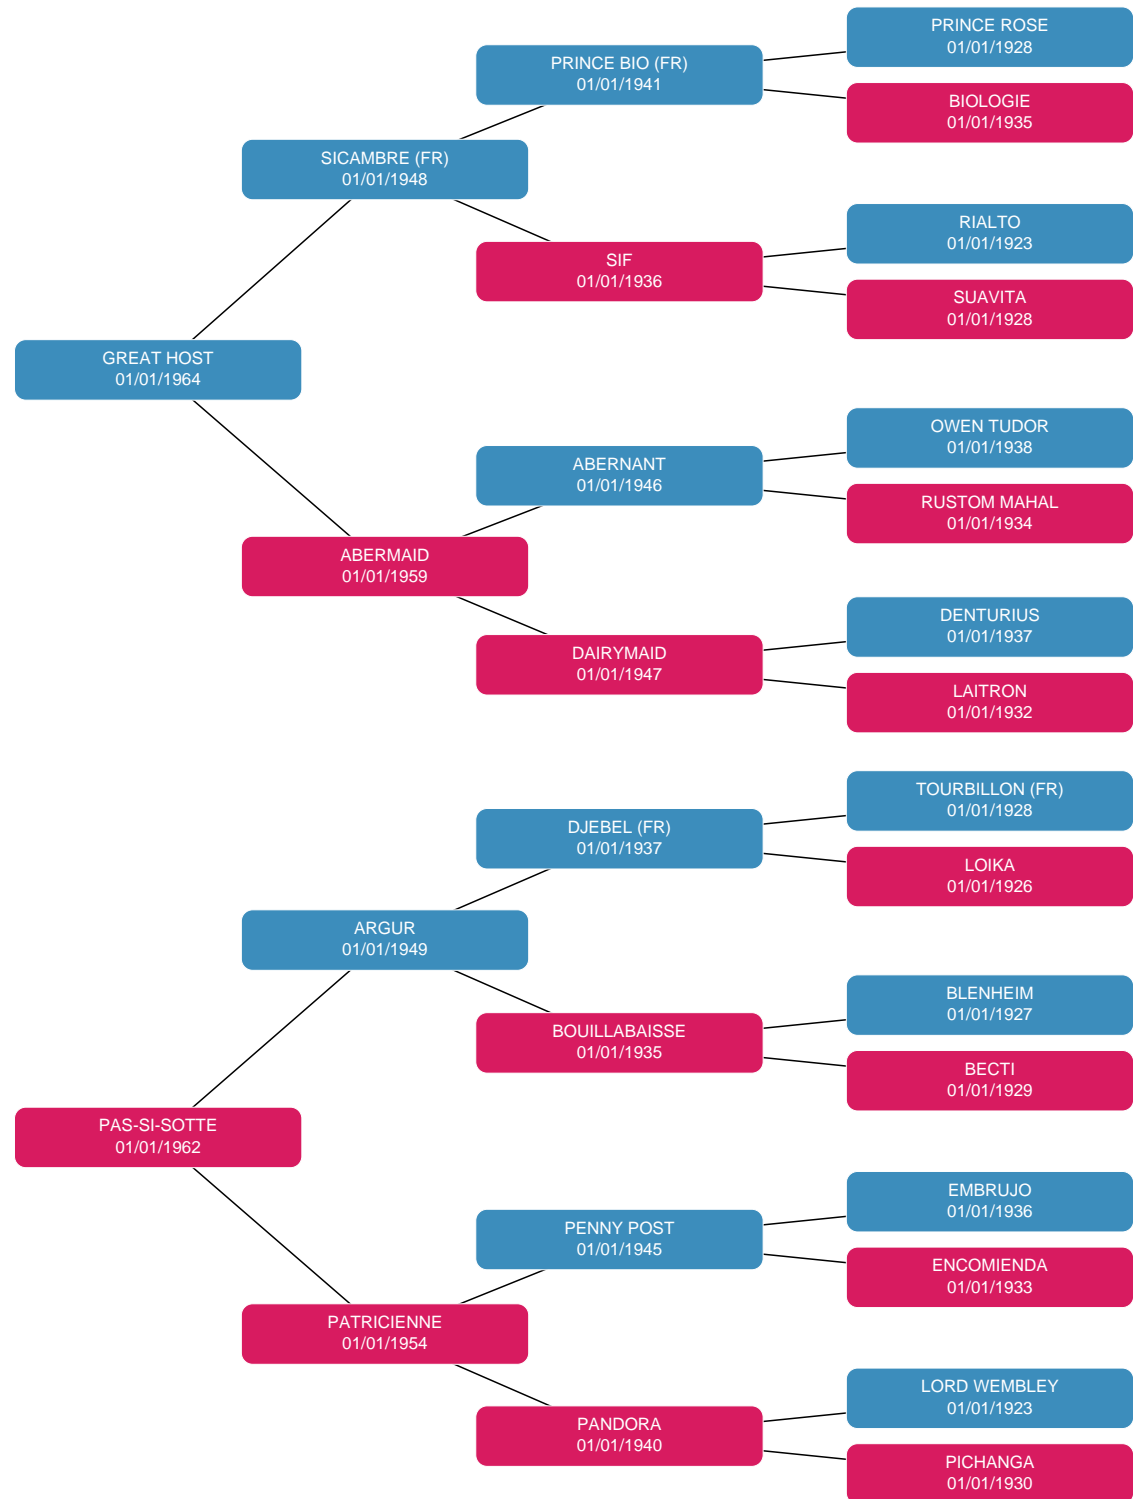 PRINCE ROSE
01/01/1928
PRINCE BIO (FR)
01/01/1941
BIOLOGIE
01/01/1935
SICAMBRE (FR)
01/01/1948
RIALTO
01/01/1923
SIF
01/01/1936
SUAVITA
01/01/1928
GREAT HOST
01/01/1964
OWEN TUDOR
01/01/1938
ABERNANT
01/01/1946
RUSTOM MAHAL
01/01/1934
ABERMAID
01/01/1959
DENTURIUS
01/01/1937
DAIRYMAID
01/01/1947
LAITRON
01/01/1932
TOURBILLON (FR)
01/01/1928
DJEBEL (FR)
01/01/1937
LOIKA
01/01/1926
ARGUR
01/01/1949
BLENHEIM
01/01/1927
BOUILLABAISSE
01/01/1935
BECTI
01/01/1929
PAS-SI-SOTTE
01/01/1962
EMBRUJO
01/01/1936
PENNY POST
01/01/1945
ENCOMIENDA
01/01/1933
PATRICIENNE
01/01/1954
LORD WEMBLEY
01/01/1923
PANDORA
01/01/1940
PICHANGA
01/01/1930